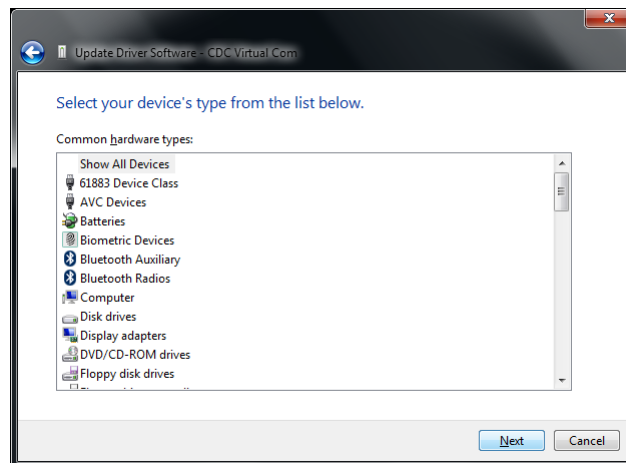 Update Driver Software - CDC Virtual Com
Select your device's type from the list below.
Common hardware types:
Show All Devices
61883 Device Class
AVC Devices
Batteries
Biometric Devices
Bluetooth Auxiliary
Bluetooth Radios
Computer
Disk drives
Display adapters
DVD/CD-ROM drives
Floppy disk drives
Next Cancel